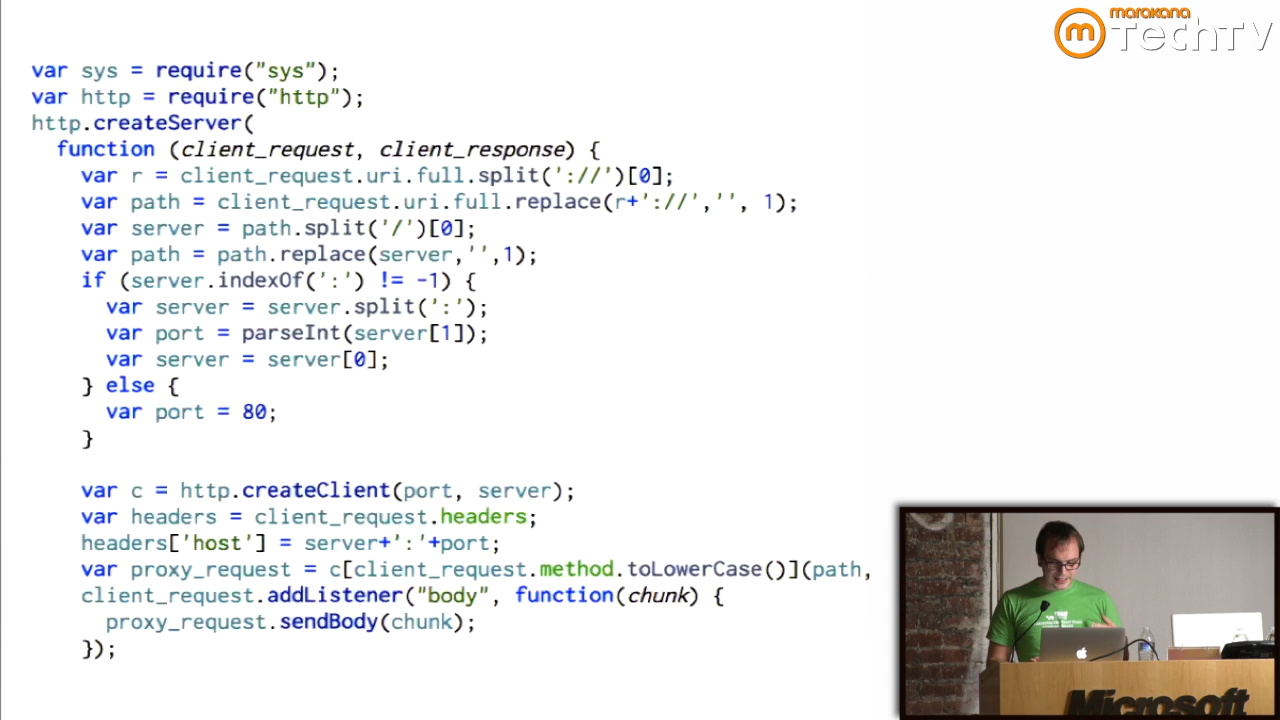 marakana
TechTV
var sys = require("sys");
var http = require("http");
http.createServer(
function (client_request, client_response) {
var r = client_request.uri.full.split('://')[0];
var path = client_request.uri.full.replace(r+'://','', 1);
var server = path.split('/')[0];
var path = path.replace(server,'',1);
if (server.indexOf(':') != -1) {
var server = server.split(':');
var port = parseInt(server[1]);
var server = server[0];
} else {
var port = 80;
}
var c = http.createClient(port, server);
var headers = client_request.headers;
headers['host'] = server+':'+port;
var proxy_request = c[client_request.method.toLowerCase()](path,
client_request.addListener("body", function(chunk) {
proxy_request.sendBody(chunk);
});
Microsoft